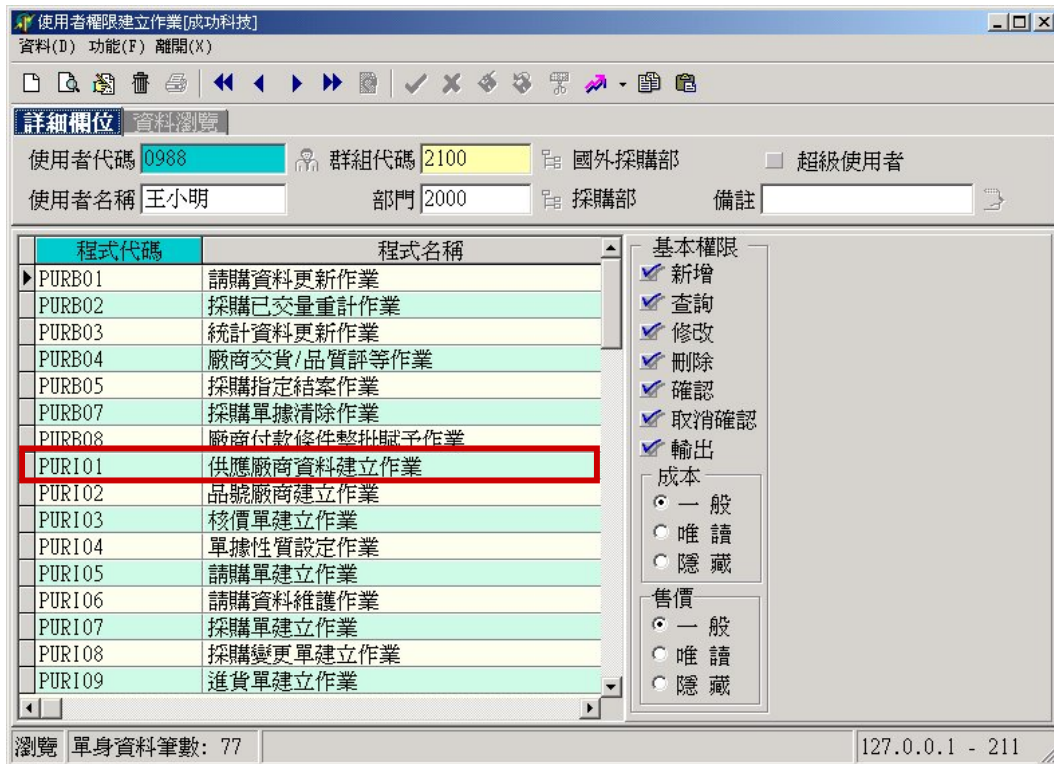 使用者權限建立作業[成功科技]
資料(D) 功能(F) 離開(X)
詳細欄位 資料瀏覽
使用者代碼 0988 群組代碼 2100 國外採購部 超級使用者
使用者名稱 王小明 部門 2000 採購部 備註
程式代碼 程式名稱
PURB01 請購資料更新作業
PURB02 採購已交量重計作業
PURB03 統計資料更新作業
PURB04 廠商交貨/品質評等作業
PURB05 採購指定結案作業
PURB07 採購單據清除作業
PURB08 廠商付款條件整批賦予作業
PURI01 供應廠商資料建立作業
PURI02 品號廠商建立作業
PURI03 核價單建立作業
PURI04 單據性質設定作業
PURI05 請購單建立作業
PURI06 請購資料維護作業
PURI07 採購單建立作業
PURI08 採購變更單建立作業
PURI09 進貨單建立作業
基本權限
新增
查詢
修改
刪除
確認
取消確認
輸出
成本
一 般
唯 讀
隱 藏
售價
一 般
唯 讀
隱 藏
瀏覽 單身資料筆數: 77 127.0.0.1 - 211